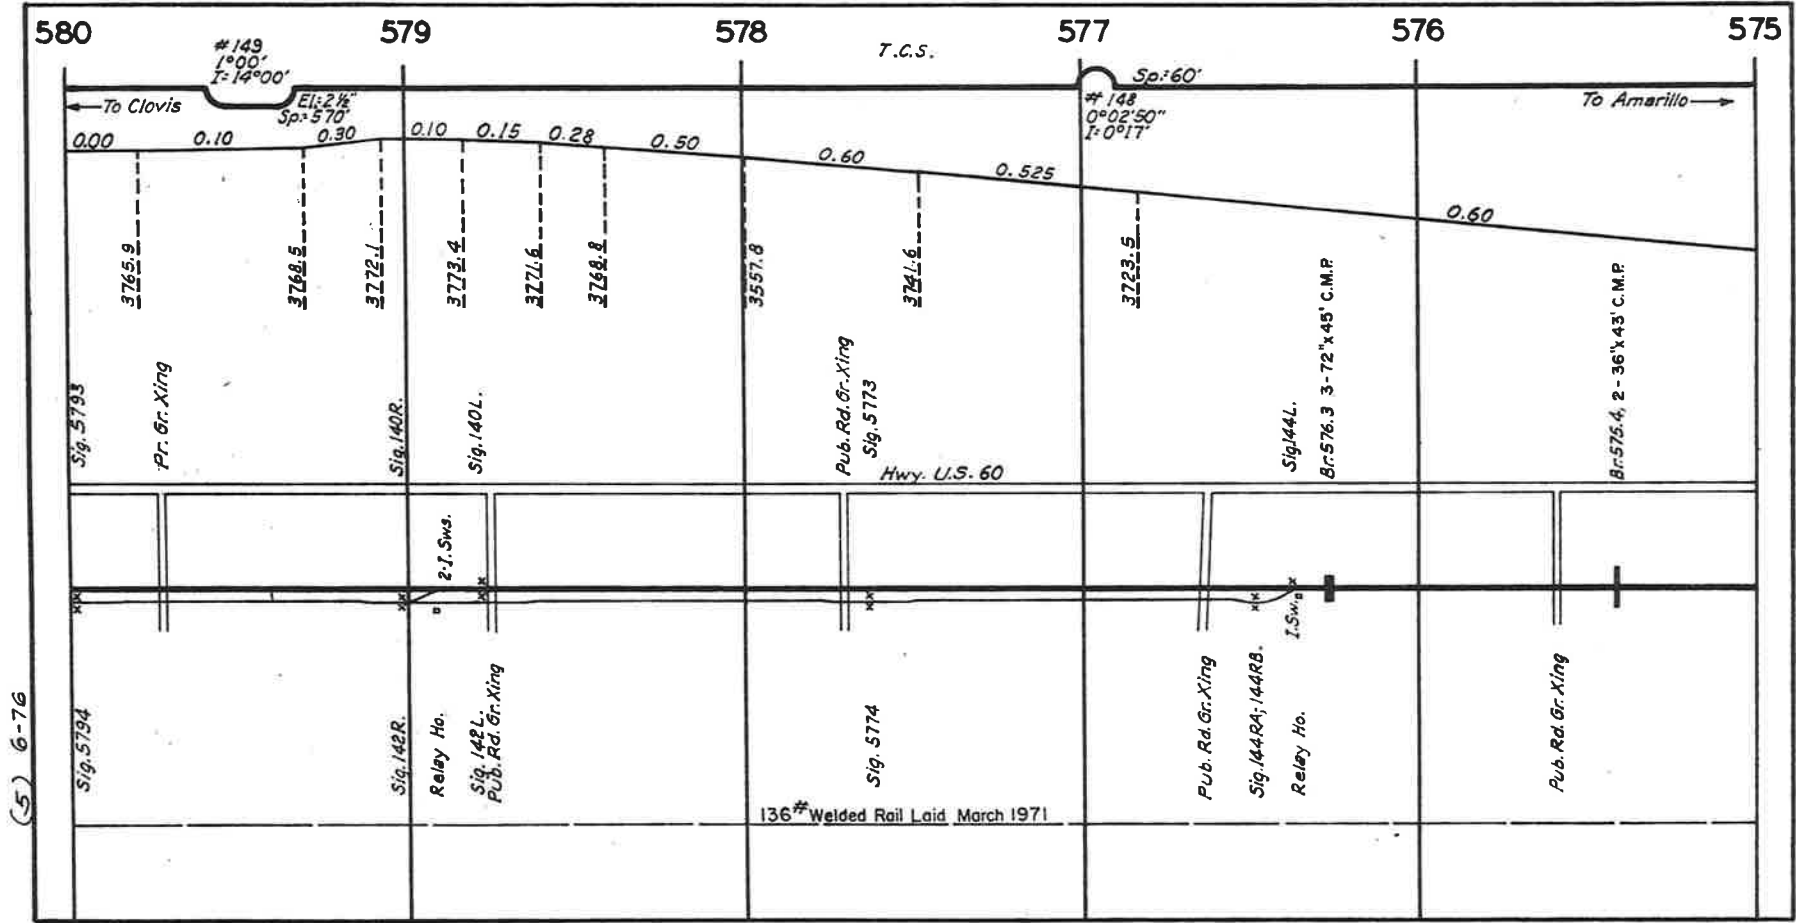 580 579 578 577 576 575
T.C.S.
#149
1°00'
I=14°00'
El=2½"
Sp=570'
Sp=60'
#148
0°02'50"
I=0°17'
←To Clovis
To Amarillo→
0.00 0.10 0.30 0.10 0.15 0.28 0.50 0.60 0.525 0.60
3765.9
3768.5
3772.1
3773.4
3771.6
3768.8
3557.8
3741.6
3723.5
Sig. 5793
Pr. Gr. Xing
Sig. 140R.
Sig. 140L.
Pub. Rd. Gr. Xing
Sig. 5773
Sig 144L.
Br. 576.3 3-72"x45' C.M.P.
Br. 575.4, 2-36"x43' C.M.P.
Hwy. U.S. 60
2-I. Sws.
I. Sw.
Sig. 5794
Sig. 142R.
Relay Ho.
Sig. 142L.
Pub. Rd. Gr. Xing
Sig. 5774
Pub. Rd. Gr. Xing
Sig. 144RA; 144RB.
Relay Ho.
Pub. Rd. Gr. Xing
136# Welded Rail Laid March 1971
(5) 6-76